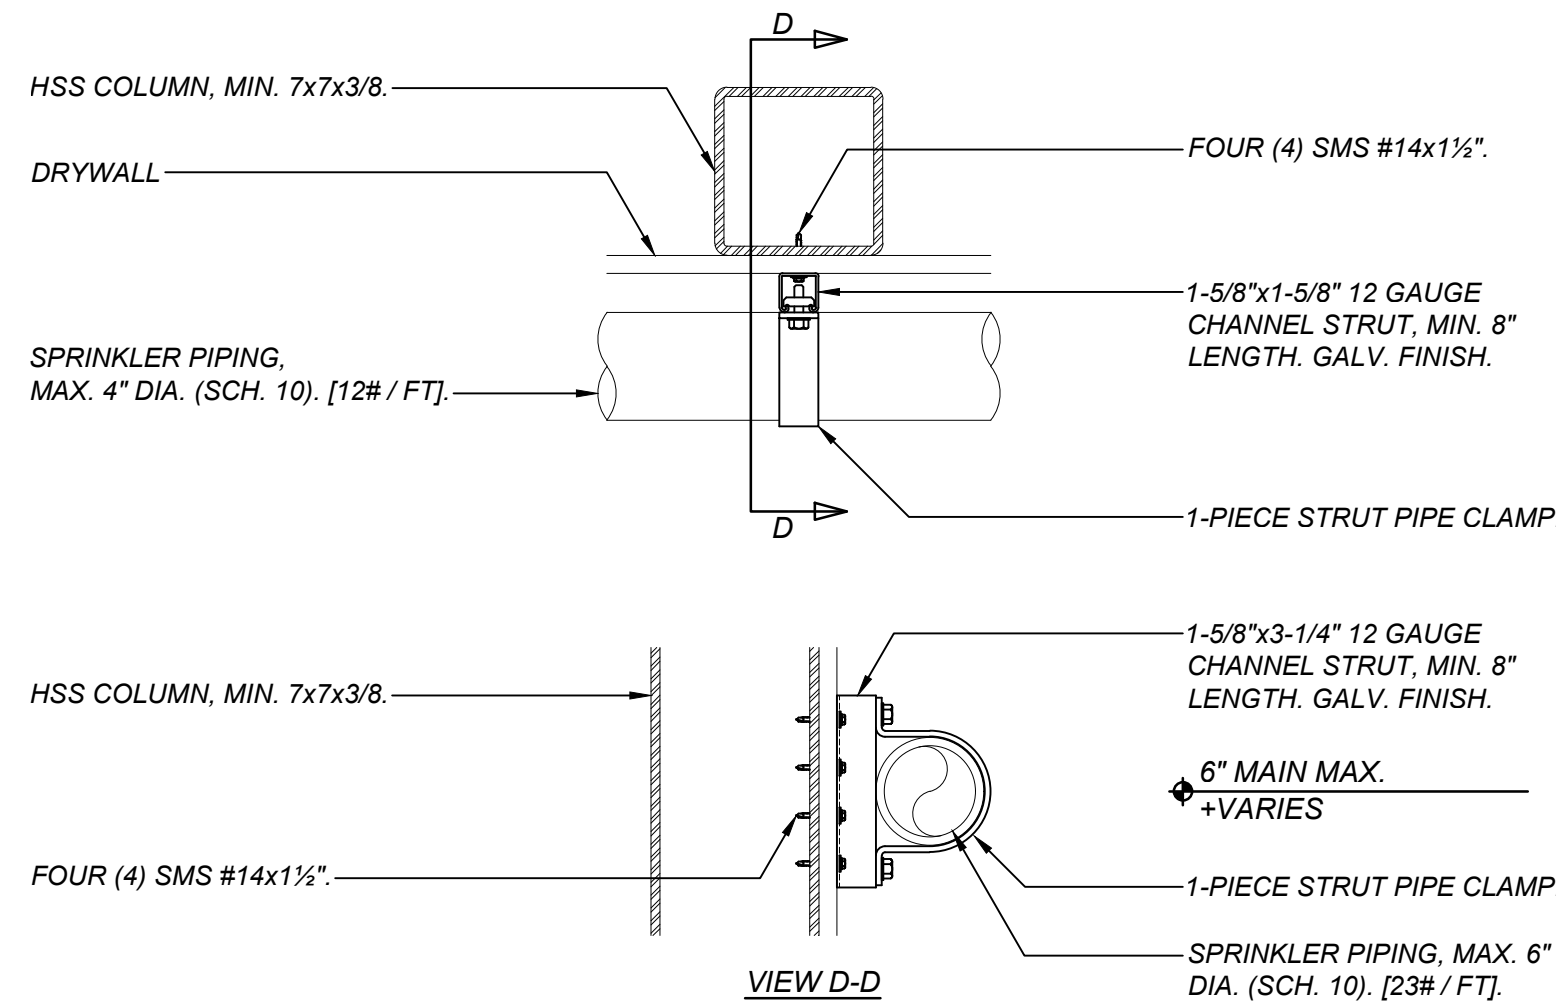 D
HSS COLUMN, MIN. 7x7x3/8.
DRYWALL
FOUR (4) SMS #14x1½".
1-5/8"x1-5/8" 12 GAUGE
CHANNEL STRUT, MIN. 8"
LENGTH. GALV. FINISH.
SPRINKLER PIPING,
MAX. 4" DIA. (SCH. 10). [12# / FT].
1-PIECE STRUT PIPE CLAMP
D
1-5/8"x3-1/4" 12 GAUGE
CHANNEL STRUT, MIN. 8"
LENGTH. GALV. FINISH.
HSS COLUMN, MIN. 7x7x3/8.
6" MAIN MAX.
+VARIES
FOUR (4) SMS #14x1½".
1-PIECE STRUT PIPE CLAMP
SPRINKLER PIPING, MAX. 6"
DIA. (SCH. 10). [23# / FT].
VIEW D-D